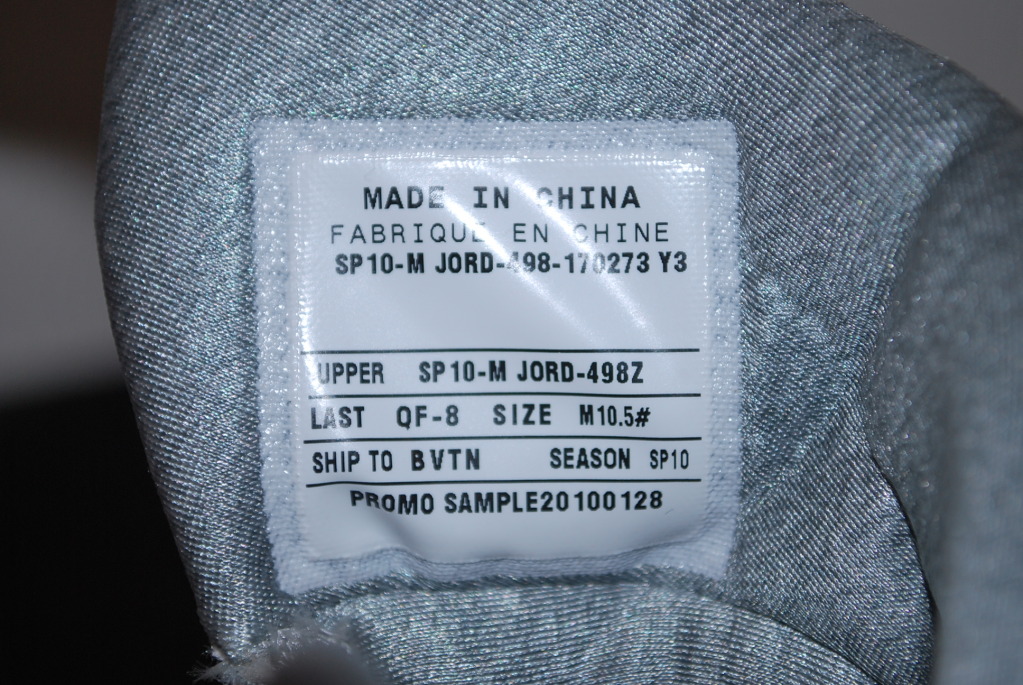 MADE IN CHINA
FABRIQUE EN CHINE
SP10-M JORD-498-170273 Y3
UPPER SP10-M JORD-498Z
LAST QF-8 SIZE M10.5#
SHIP TO BVTN SEASON SP10
PROMO SAMPLE20100128